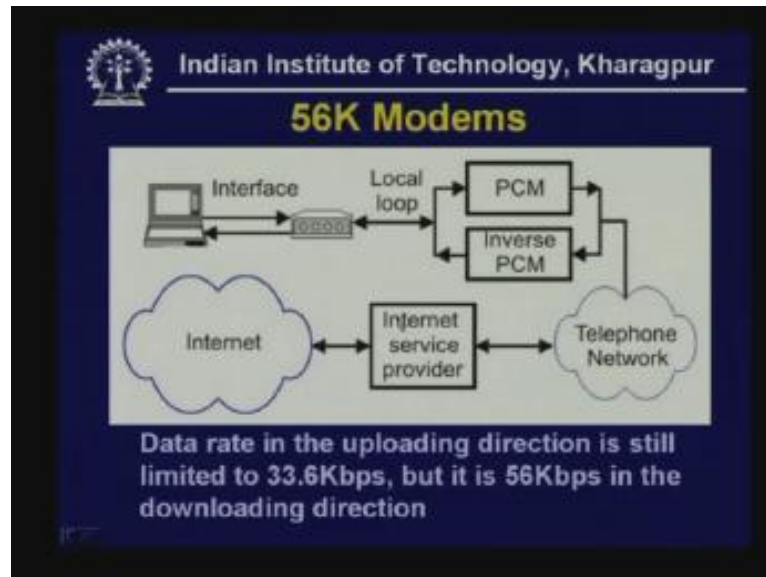 Indian Institute of Technology, Kharagpur
56K Modems
Interface
Local
loop
PCM
Inverse
PCM
Internet
Internet
service
provider
Telephone
Network
Data rate in the uploading direction is still
limited to 33.6Kbps, but it is 56Kbps in the
downloading direction